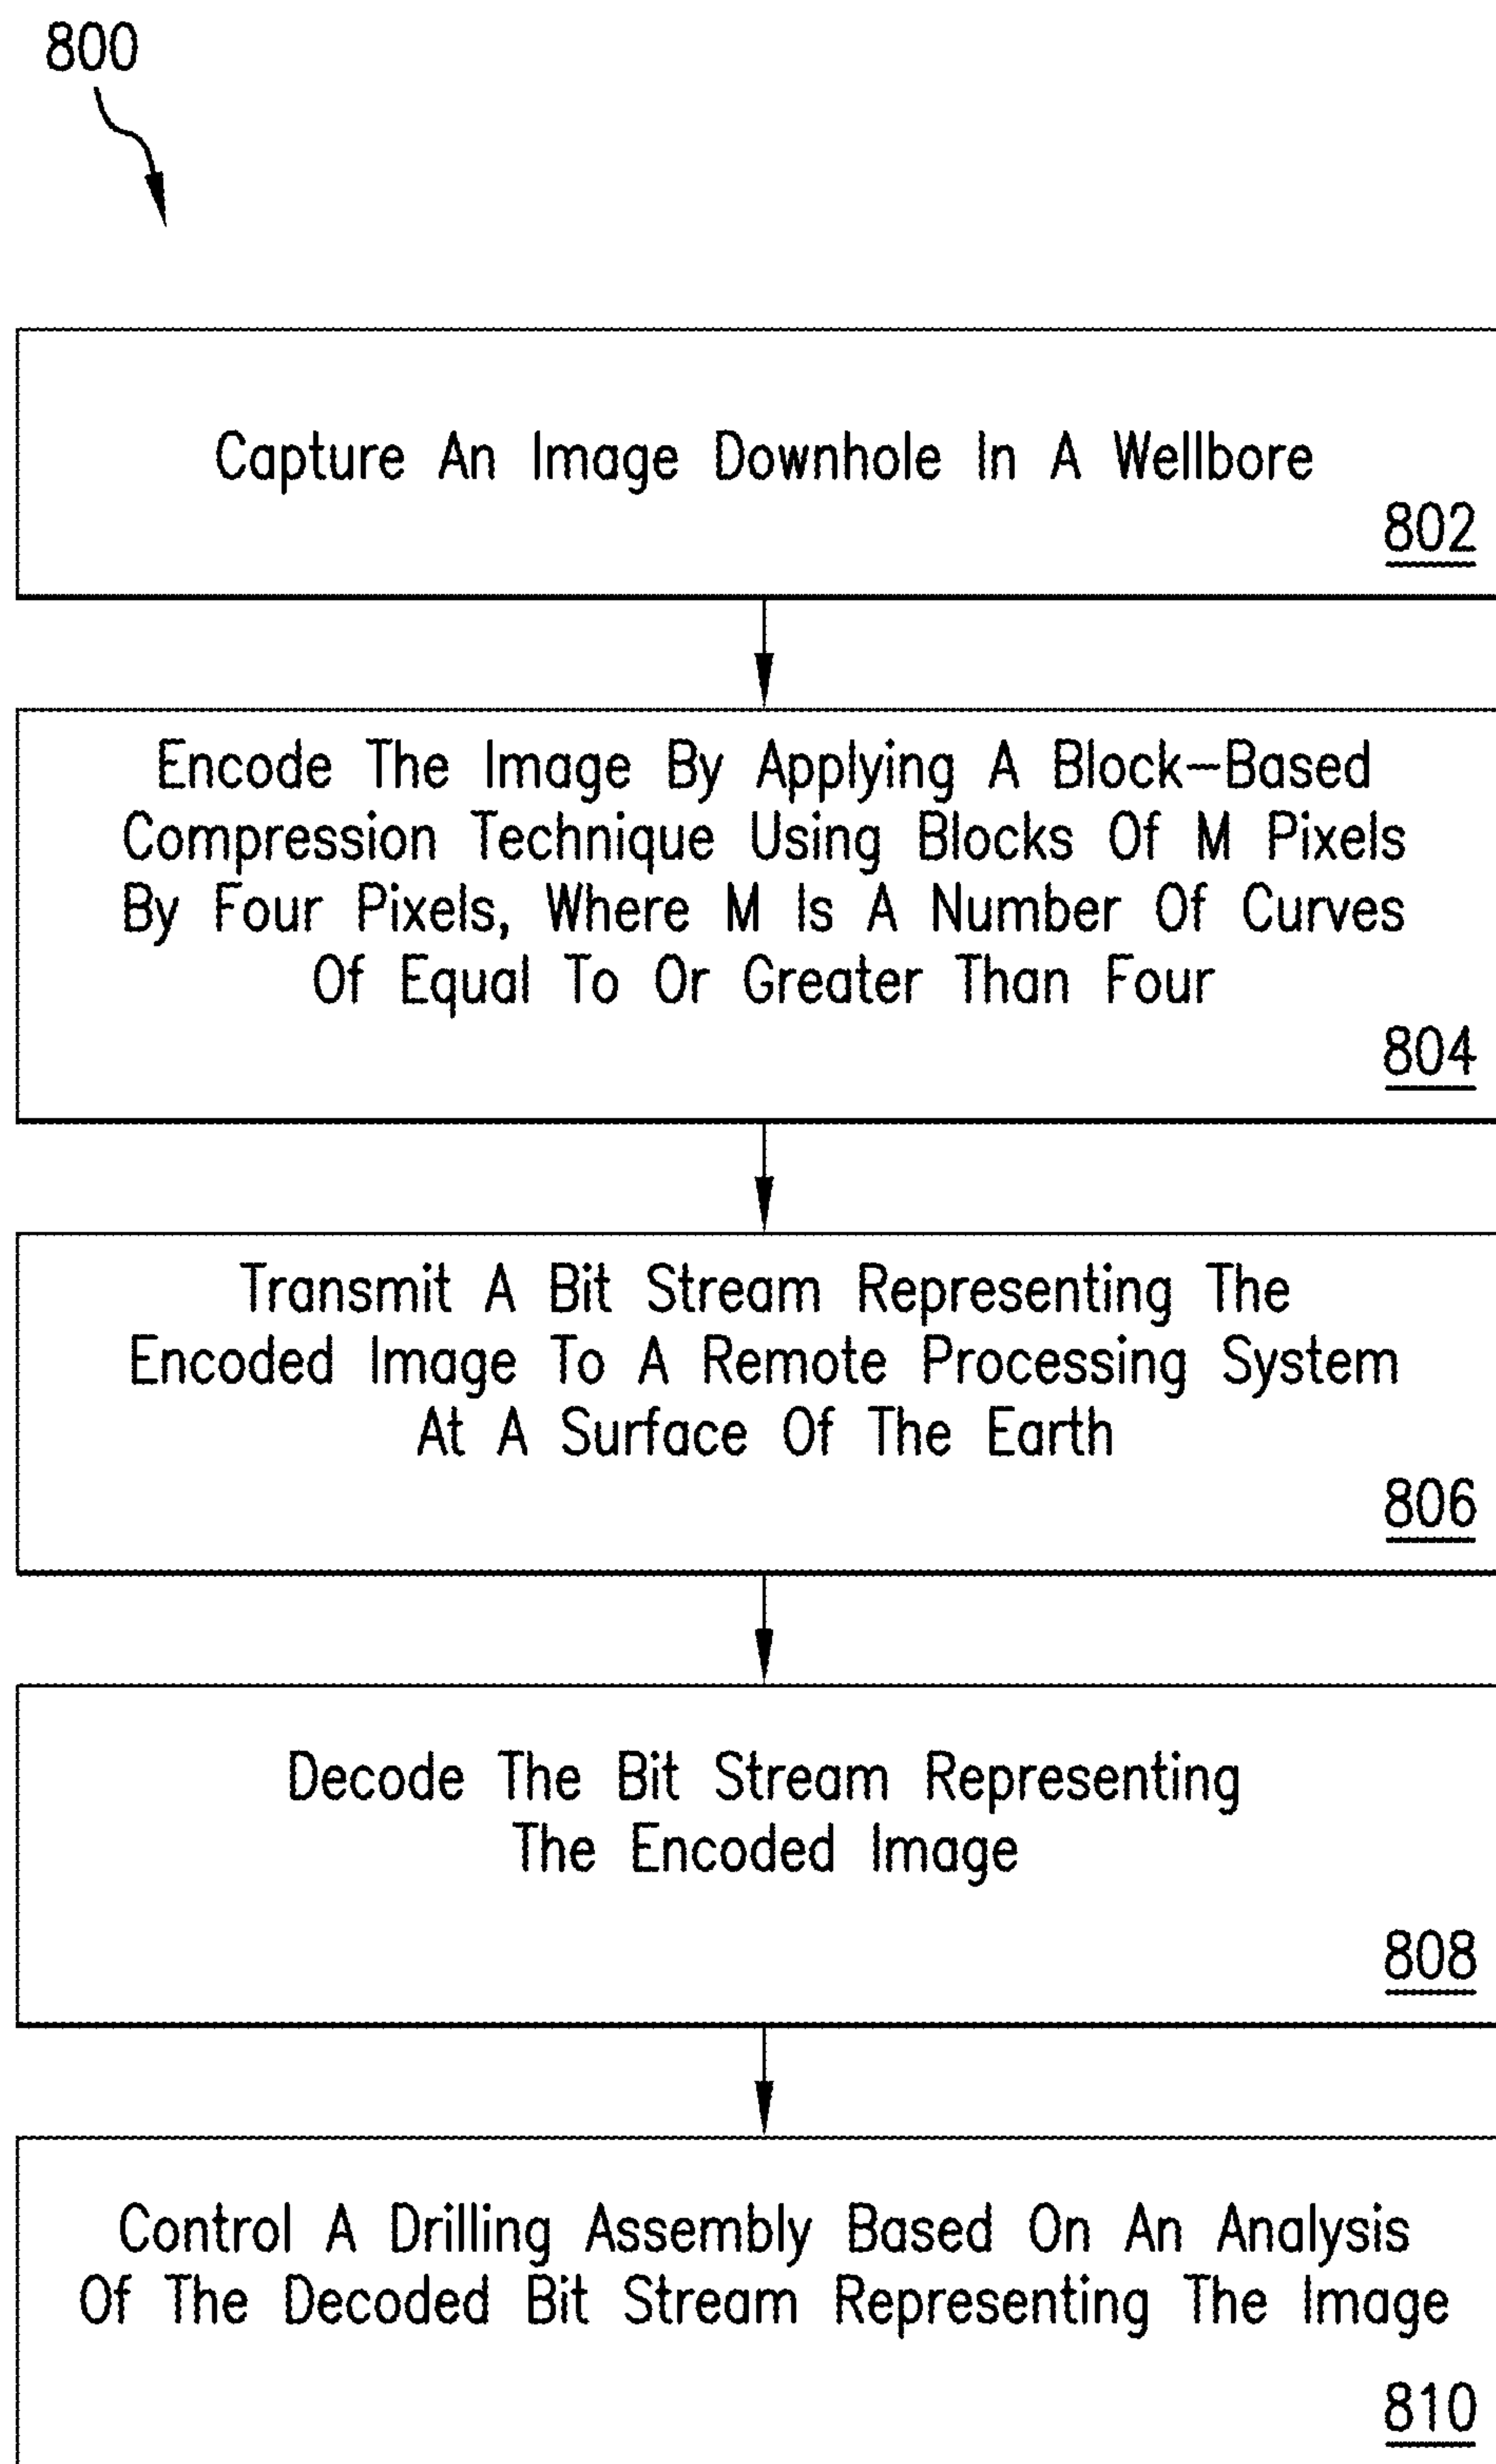 800
Capture An Image Downhole In A Wellbore
802
Encode The Image By Applying A Block-Based
Compression Technique Using Blocks Of M Pixels
By Four Pixels, Where M Is A Number Of Curves
Of Equal To Or Greater Than Four
804
Transmit A Bit Stream Representing The
Encoded Image To A Remote Processing System
At A Surface Of The Earth
806
Decode The Bit Stream Representing
The Encoded Image
808
Control A Drilling Assembly Based On An Analysis
Of The Decoded Bit Stream Representing The Image
810